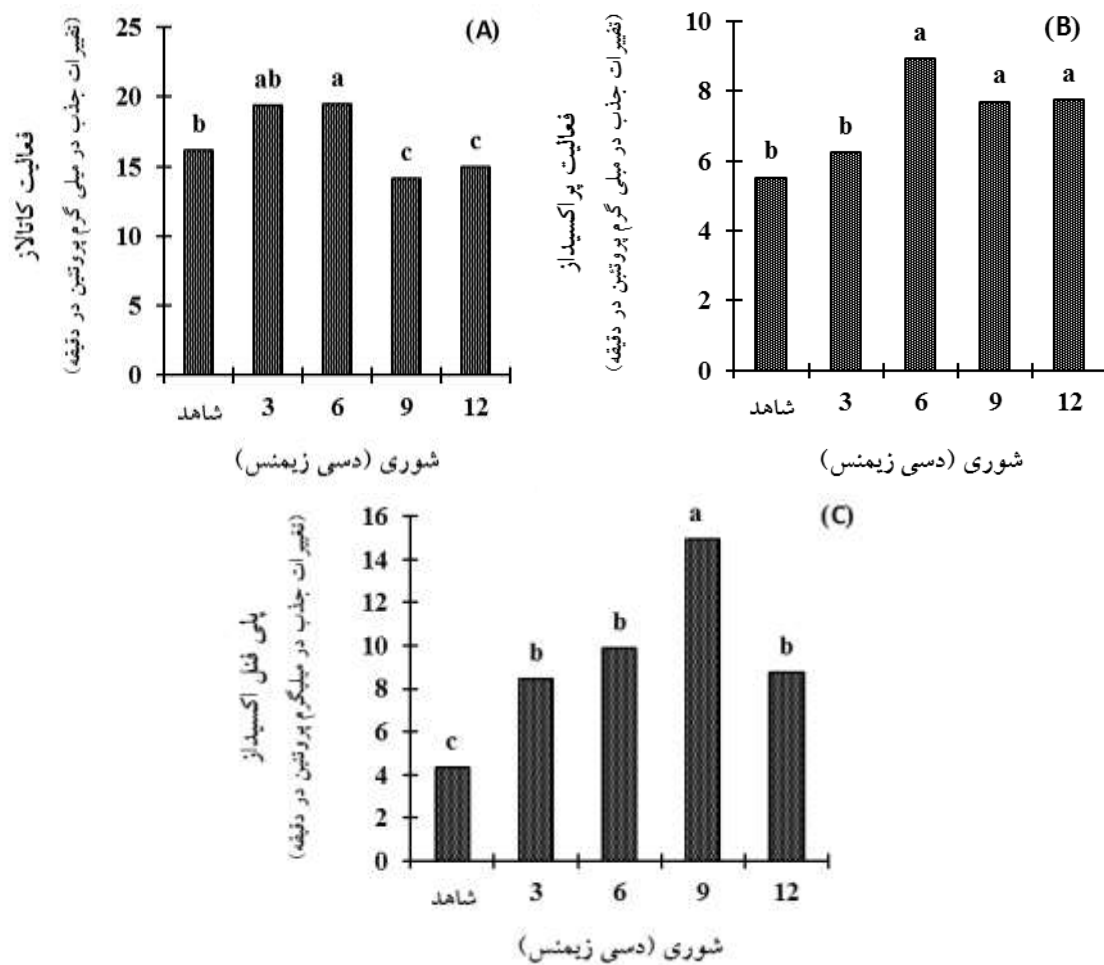 (A)
فعالیت کاتالاز
(تغییرات جذب در میلی گرم پروتئین در دقیقه)
25
20
15
10
5
0
b
ab
a
c
c
شاهد
3
6
9
12
شوری (دسی زیمنس)
(B)
فعالیت پراکسیداز
(تغییرات جذب در میلی گرم پروتئین در دقیقه)
10
8
6
4
2
0
b
b
a
a
a
شاهد
3
6
9
12
شوری (دسی زیمنس)
(C)
پلی فنل اکسیداز
(تغییرات جذب در میلیگرم پروتئین در دقیقه)
16
14
12
10
8
6
4
2
0
c
b
b
a
b
شاهد
3
6
9
12
شوری (دسی زیمنس)